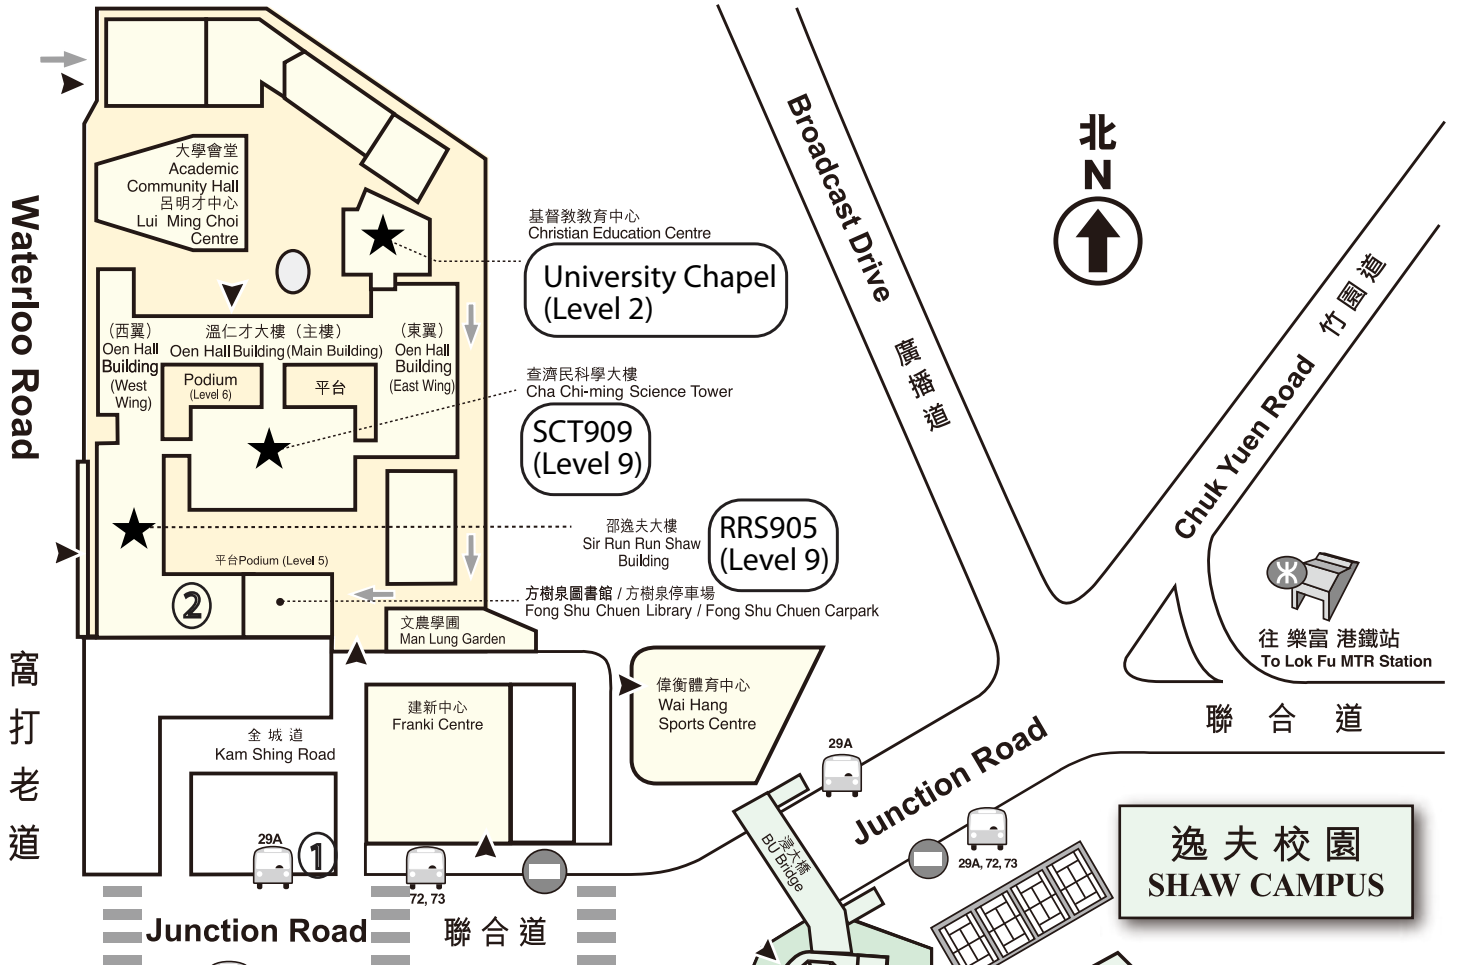 大學會堂
Academic
Community Hall
呂明才中心
Lui Ming Choi
Centre
基督教教育中心
Christian Education Centre
University Chapel
(Level 2)
Waterloo Road
窩打老道
(西翼)
Oen Hall
Building
(West
Wing)
溫仁才大樓 (主樓)
Oen Hall Building (Main Building)
(東翼)
Oen Hall
Building
(East Wing)
Podium
(Level 6)
平台
查濟民科學大樓
Cha Chi-ming Science Tower
SCT909
(Level 9)
邵逸夫大樓
Sir Run Run Shaw
Building
RRS905
(Level 9)
平台Podium (Level 5)
2
方樹泉圖書館 / 方樹泉停車場
Fong Shu Chuen Library / Fong Shu Chuen Carpark
文農學圃
Man Lung Garden
建新中心
Franki Centre
偉衡體育中心
Wai Hang
Sports Centre
金城道
Kam Shing Road
29A
1
72, 73
Junction Road
聯合道
Broadcast Drive
廣播道
北
N
Chuk Yuen Road
竹園道
往 樂富 港鐵站
To Lok Fu MTR Station
聯合道
Junction Road
29A
29A, 72, 73
浸大橋
BU Bridge
逸夫校園
SHAW CAMPUS